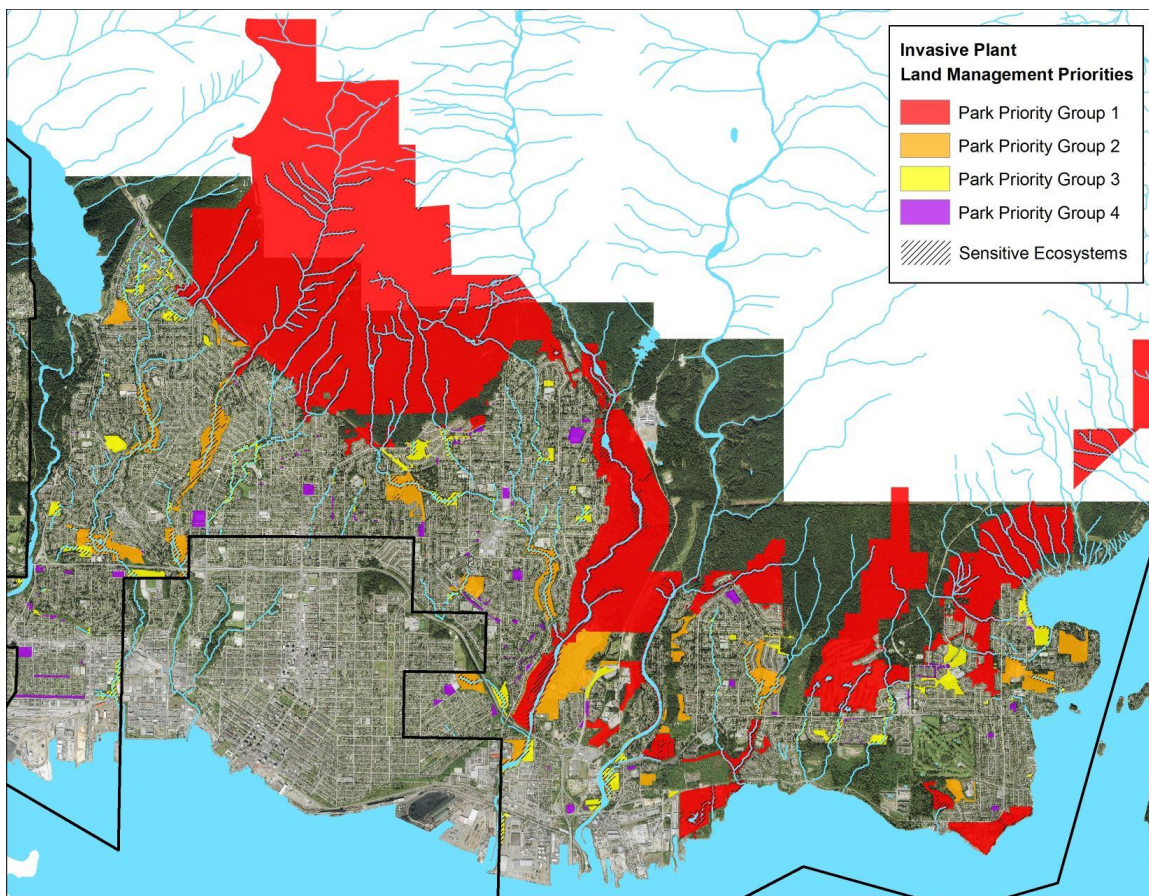 Invasive Plant
Land Management Priorities
Park Priority Group 1
Park Priority Group 2
Park Priority Group 3
Park Priority Group 4
Sensitive Ecosystems